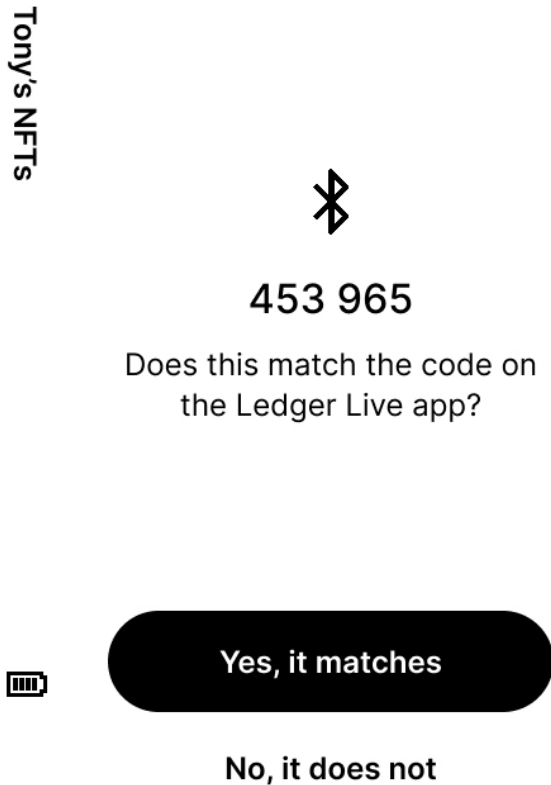 Tony's NFTs
453 965
Does this match the code on
the Ledger Live app?
Yes, it matches
No, it does not